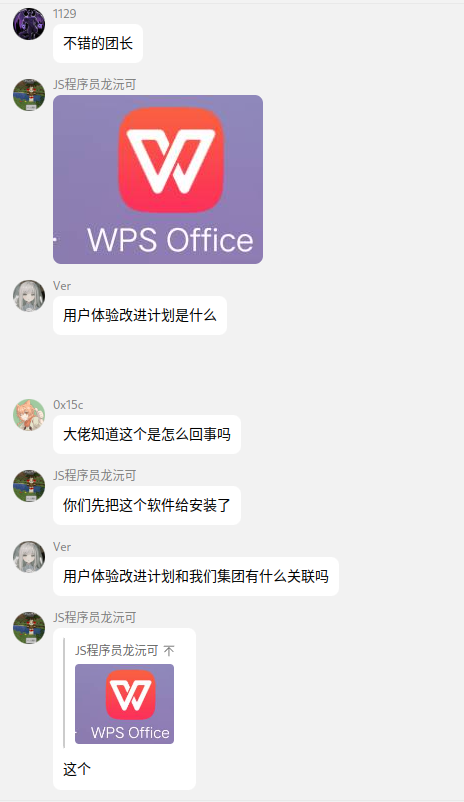 1129
不错的团长
JS程序员龙沅可
WPS Office
Ver
用户体验改进计划是什么
0x15c
大佬知道这个是怎么回事吗
JS程序员龙沅可
你们先把这个软件给安装了
Ver
用户体验改进计划和我们集团有什么关联吗
JS程序员龙沅可
JS程序员龙沅可 不
WPS Office
这个